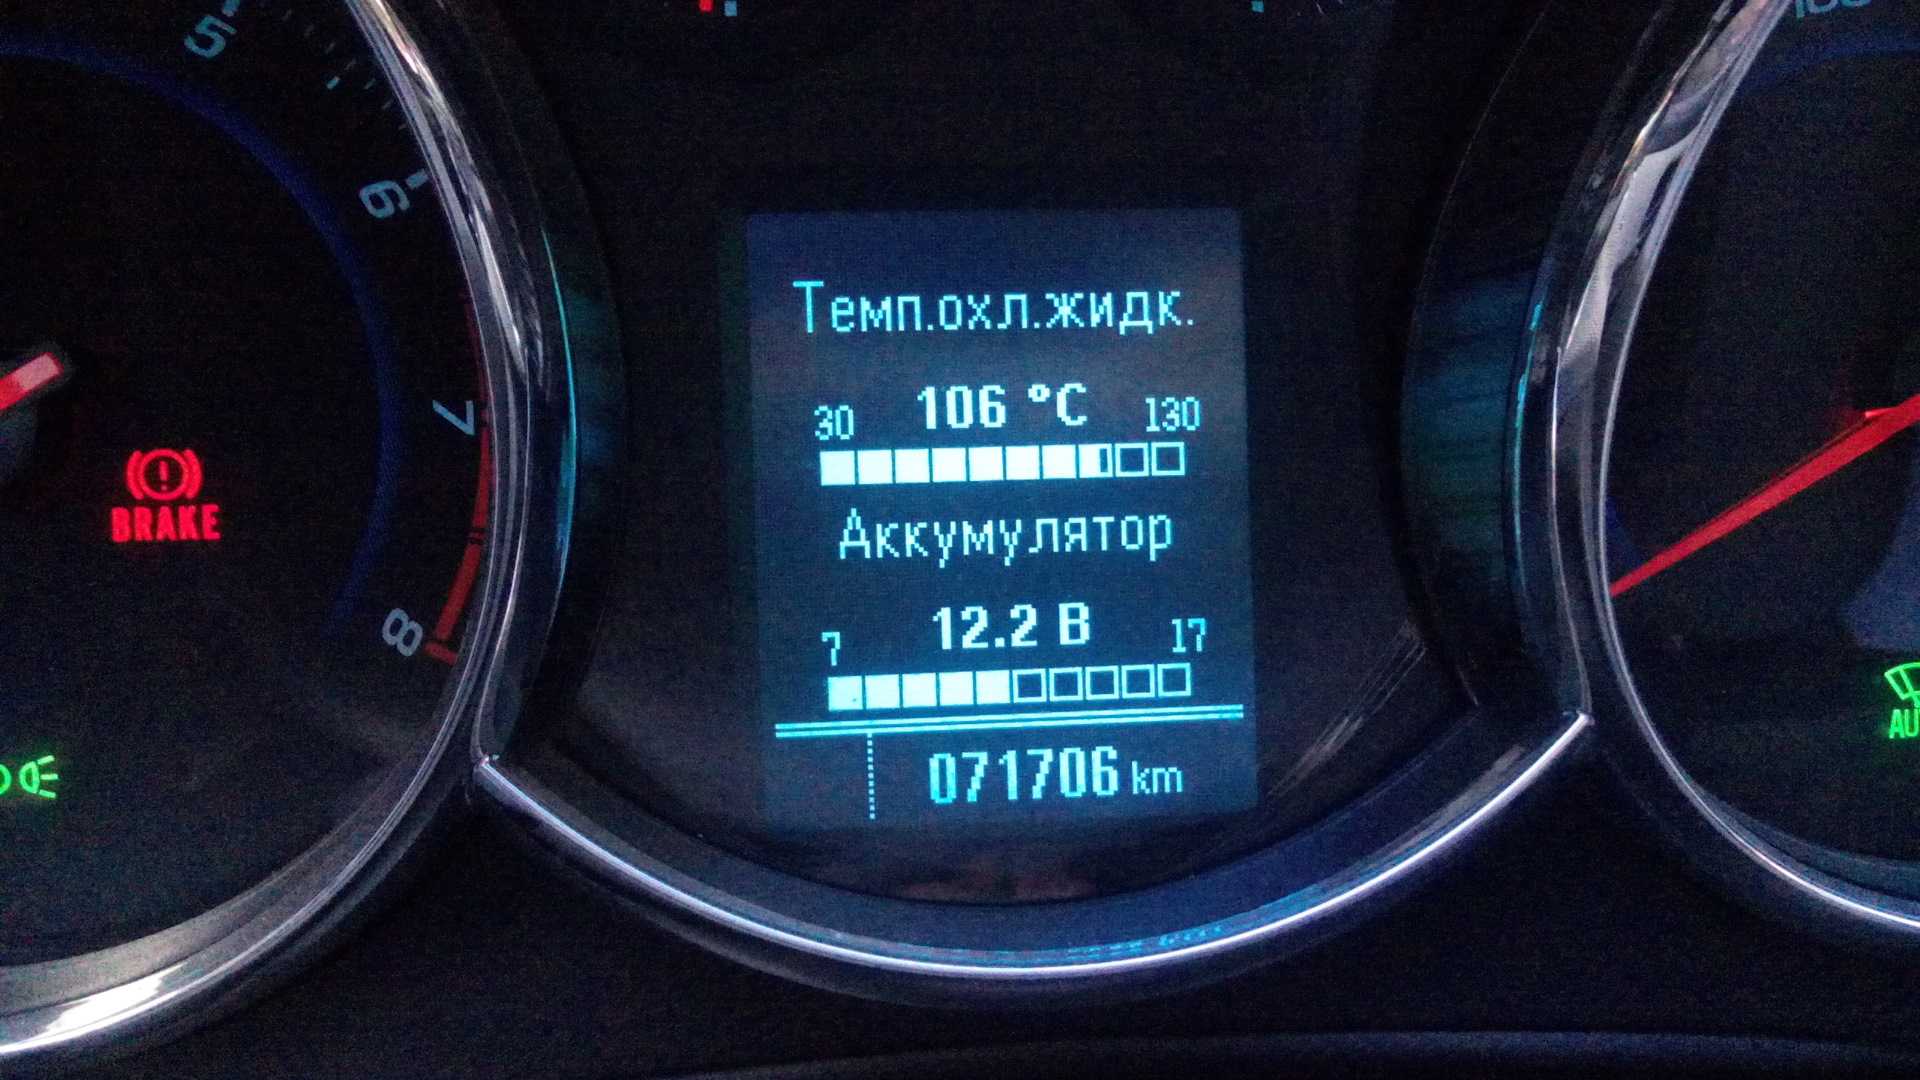 5
6
7
8
BRAKE
Темп.охл.жидк.
106 °C
30 130
Аккумулятор
12.2 В
7 17
071706 km